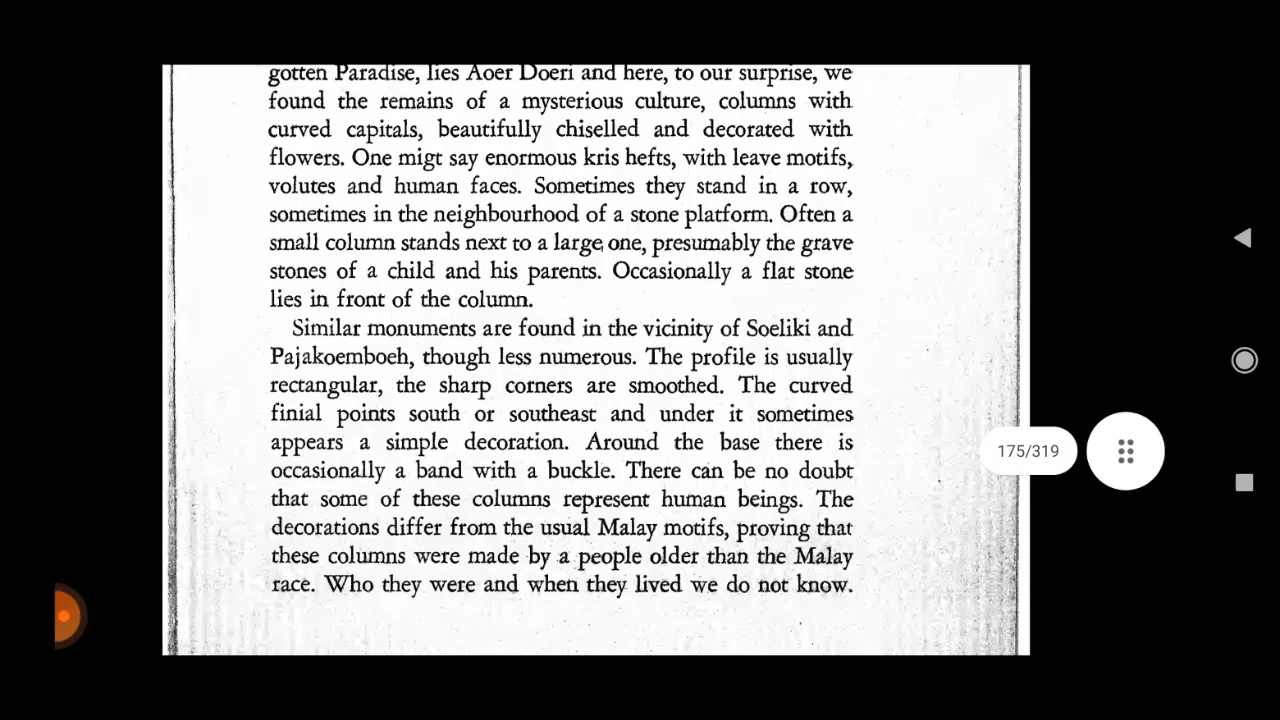 gotten Paradise, lies Aoer Doeri and here, to our surprise, we
found the remains of a mysterious culture, columns with
curved capitals, beautifully chiselled and decorated with
flowers. One migt say enormous kris hefts, with leave motifs,
volutes and human faces. Sometimes they stand in a row,
sometimes in the neighbourhood of a stone platform. Often a
small column stands next to a large one, presumably the grave
stones of a child and his parents. Occasionally a flat stone
lies in front of the column.
Similar monuments are found in the vicinity of Soeliki and
Pajakoemboeh, though less numerous. The profile is usually
rectangular, the sharp corners are smoothed. The curved
finial points south or southeast and under it sometimes
appears a simple decoration. Around the base there is
occasionally a band with a buckle. There can be no doubt
that some of these columns represent human beings. The
decorations differ from the usual Malay motifs, proving that
these columns were made by a people older than the Malay
race. Who they were and when they lived we do not know.
175/319